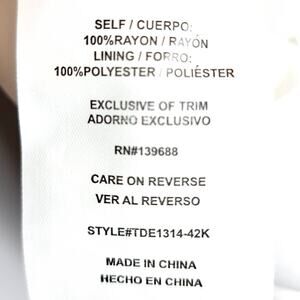 SELF / CUERPO:
100%RAYON / RAYÓN
LINING / FORRO:
100%POLYESTER / POLIÉSTER
EXCLUSIVE OF TRIM
ADORNO EXCLUSIVO
RN#139688
CARE ON REVERSE
VER AL REVERSO
STYLE#TDE1314-42K
MADE IN CHINA
HECHO EN CHINA